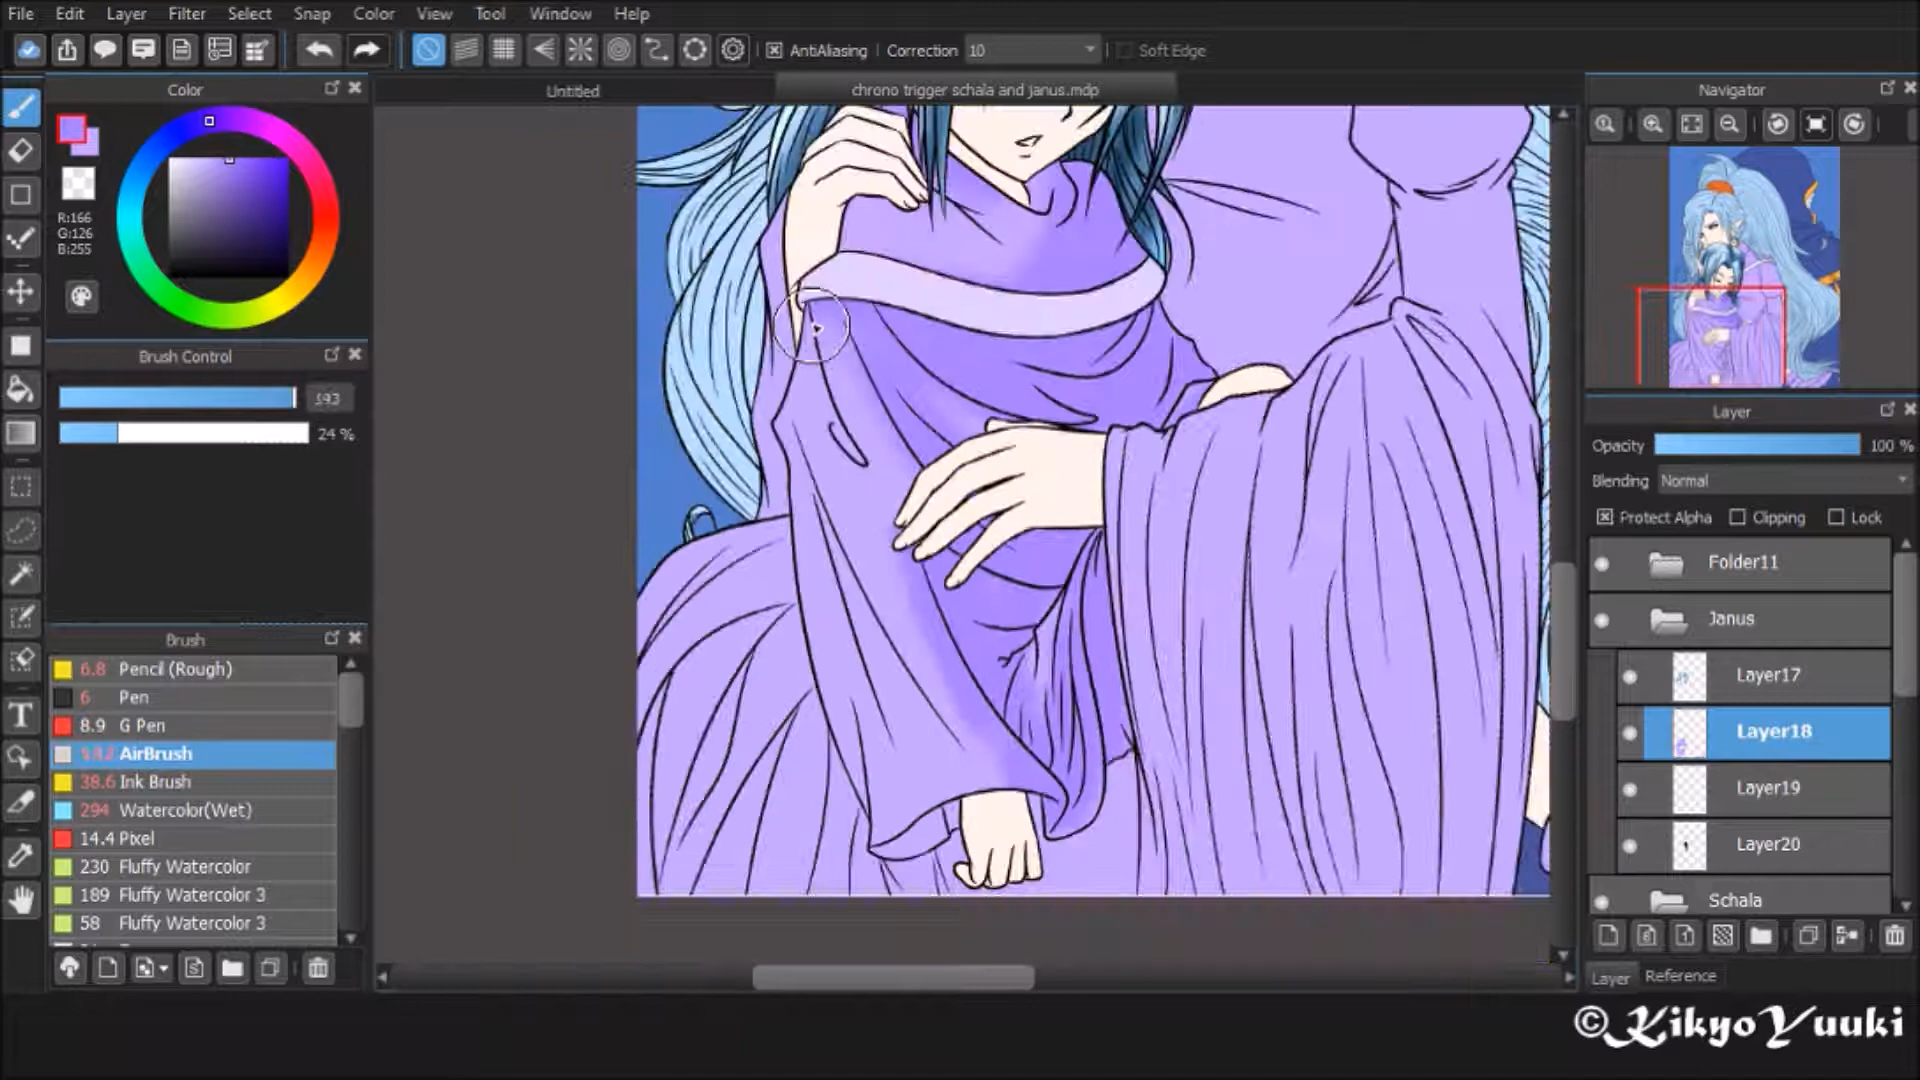 File Edit Layer Filter Select Snap Color View Tool Window Help
AntiAliasing Correction 10 Soft Edge
Color
Untitled
chrono trigger schala and janus.mdp
Navigator
R:166
G:126
B:255
Brush Control
24 %
Brush
6.8 Pencil (Rough)
6 Pen
8.9 G Pen
AirBrush
38.6 Ink Brush
294 Watercolor(Wet)
14.4 Pixel
230 Fluffy Watercolor
189 Fluffy Watercolor 3
58 Fluffy Watercolor 3
Layer
Opacity 100 %
Blending Normal
Protect Alpha Clipping Lock
Folder11
Janus
Layer17
Layer18
Layer19
Layer20
Schala
Layer Reference
©KikyoYuuki